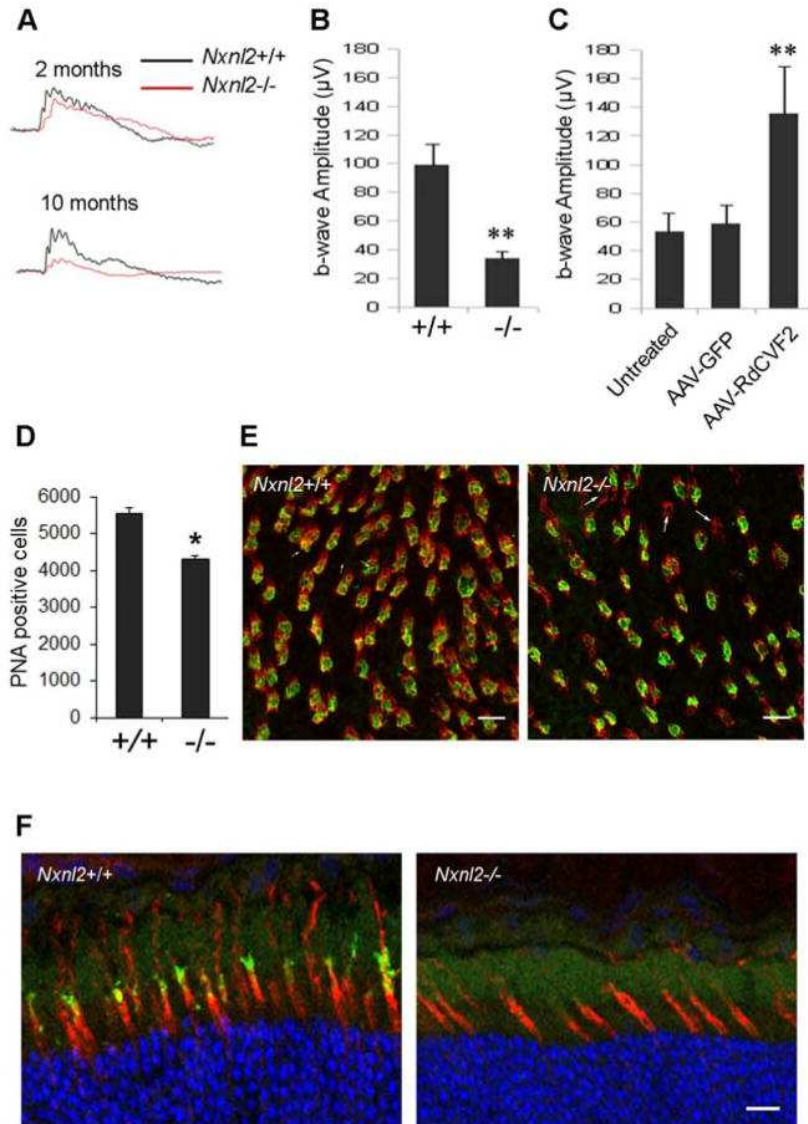 A
2 months
Nxnl2+/+
Nxnl2-/-
10 months
B
b-wave Amplitude (µV)
180
160
140
120
100
80
60
40
20
0
**
+/+
-/-
C
b-wave Amplitude (µV)
180
160
140
120
100
80
60
40
20
0
**
Untreated
AAV-GFP
AAV-RdCVF2
D
PNA positive cells
6000
5000
4000
3000
2000
1000
0
*
+/+
-/-
E
Nxnl2+/+
Nxnl2-/-
F
Nxnl2+/+
Nxnl2-/-